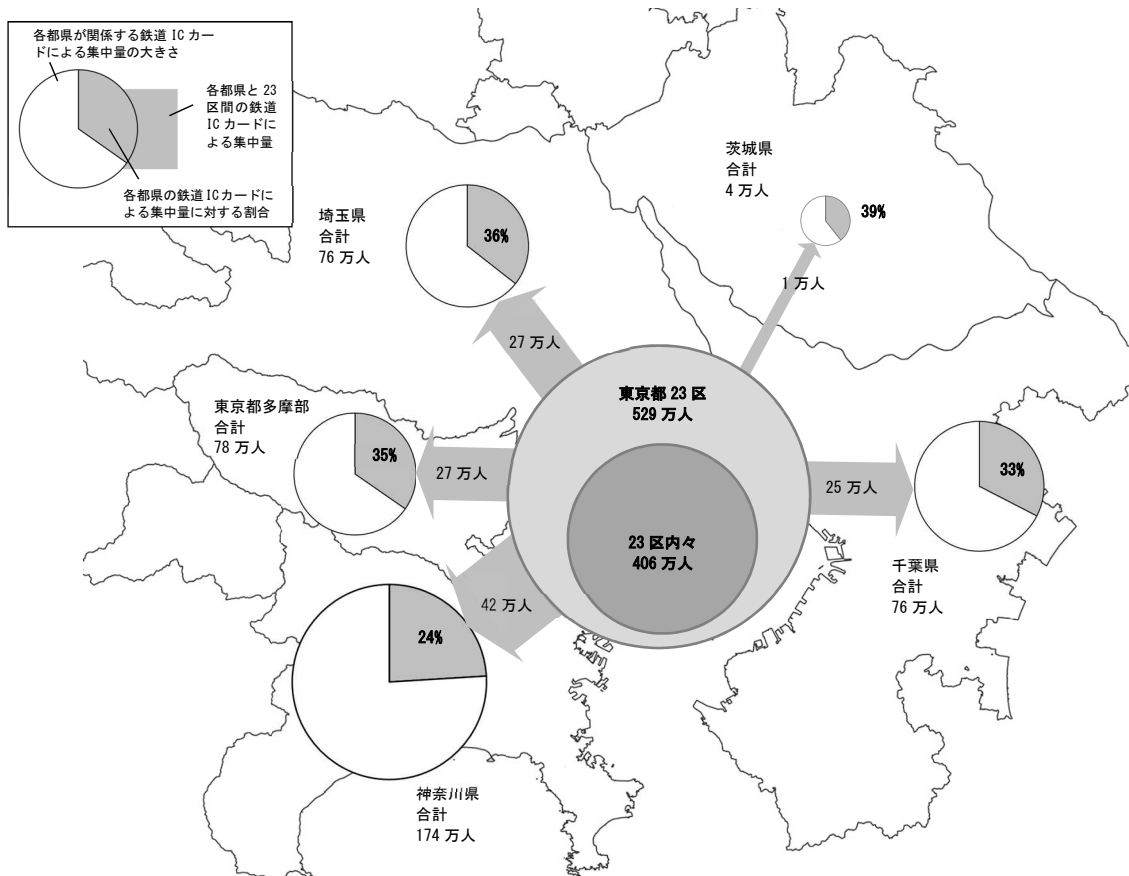 各都県が関係する鉄道 IC カー
ドによる集中量の大きさ
各都県と 23
区間の鉄道
IC カードに
よる集中量
各都県の鉄道 IC カードに
よる集中量に対する割合
茨城県
合計
4 万人
39%
1 万人
埼玉県
合計
76 万人
36%
27 万人
東京都 23 区
529 万人
東京都多摩部
合計
78 万人
35%
27 万人
25 万人
33%
23 区内々
406 万人
千葉県
合計
76 万人
42 万人
24%
神奈川県
合計
174 万人